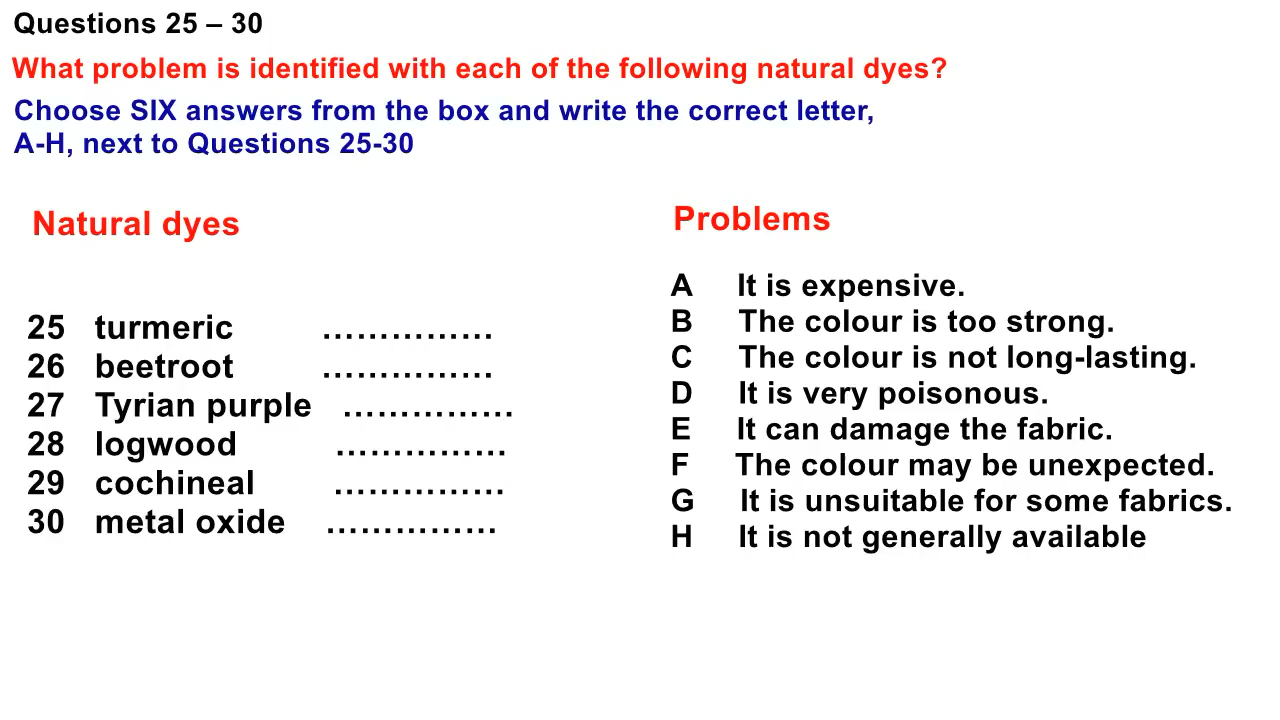 Questions 25 – 30
What problem is identified with each of the following natural dyes?
Choose SIX answers from the box and write the correct letter,
A-H, next to Questions 25-30
Natural dyes
25 turmeric ……………
26 beetroot ……………
27 Tyrian purple ……………
28 logwood ……………
29 cochineal ……………
30 metal oxide ……………
Problems
A It is expensive.
B The colour is too strong.
C The colour is not long-lasting.
D It is very poisonous.
E It can damage the fabric.
F The colour may be unexpected.
G It is unsuitable for some fabrics.
H It is not generally available